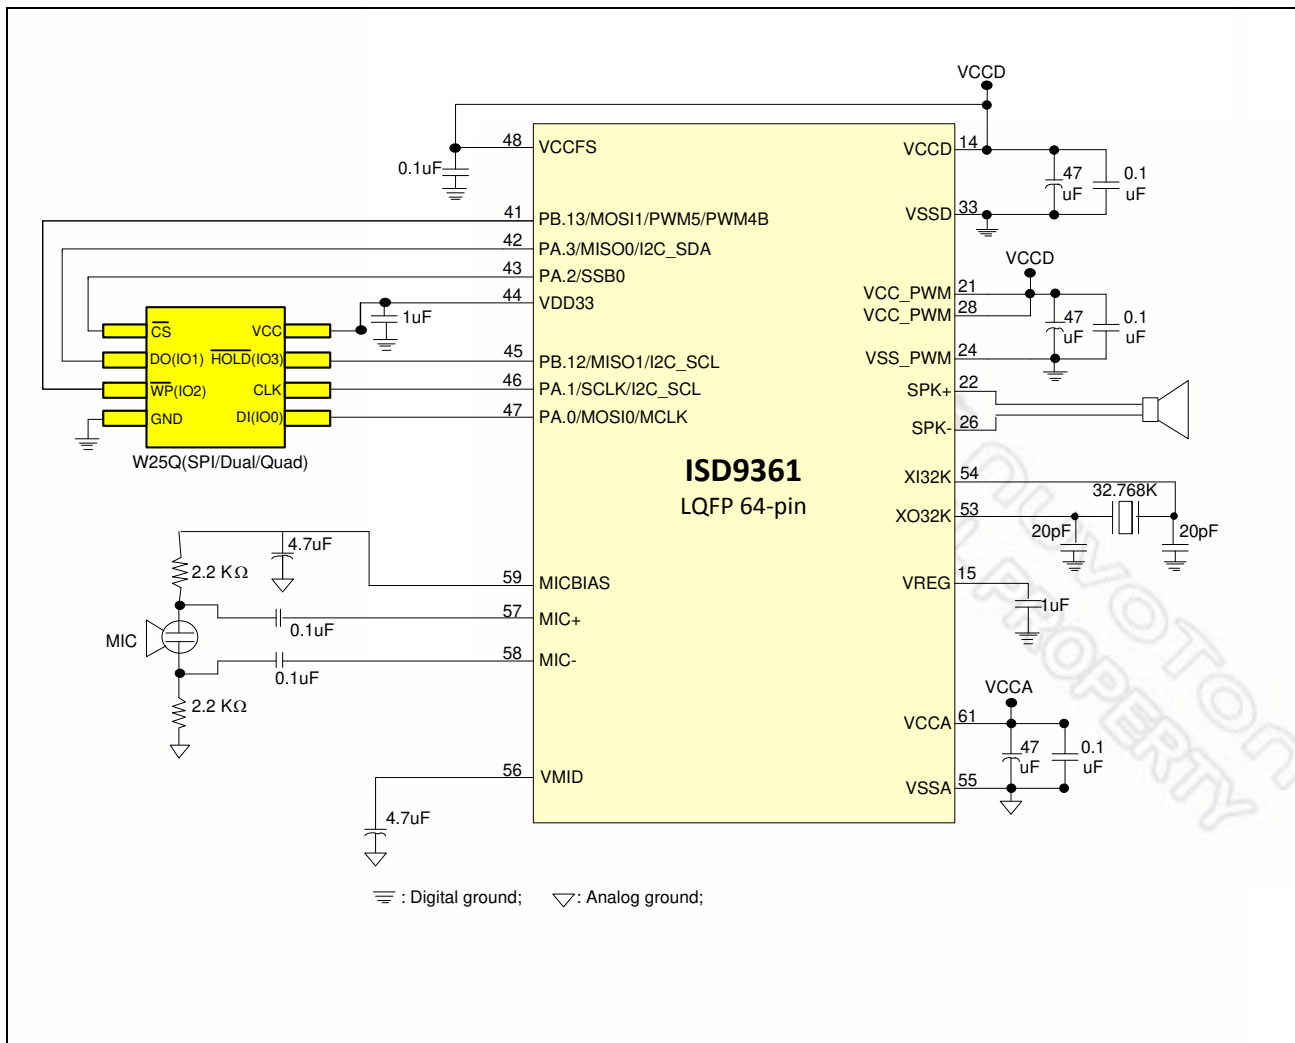 VCCD
48 VCCFS
0.1uF
VCCD 14
47 uF
0.1 uF
41 PB.13/MOSI1/PWM5/PWM4B
VSSD 33
42 PA.3/MISO0/I2C_SDA
43 PA.2/SSB0
44 VDD33
1uF
VCCD
VCC_PWM 21
VCC_PWM 28
47 uF
0.1 uF
VSS_PWM 24
CS VCC
DO(IO1) HOLD(IO3)
WP(IO2) CLK
GND DI(IO0)
W25Q(SPI/Dual/Quad)
45 PB.12/MISO1/I2C_SCL
46 PA.1/SCLK/I2C_SCL
47 PA.0/MOSI0/MCLK
SPK+ 22
SPK- 26
ISD9361
LQFP 64-pin
XI32K 54
32.768K
XO32K 53
20pF
20pF
4.7uF
2.2 KΩ
59 MICBIAS
VREG 15
1uF
57 MIC+
0.1uF
MIC
58 MIC-
0.1uF
2.2 KΩ
VCCA
VCCA 61
47 uF
0.1 uF
56 VMID
VSSA 55
4.7uF
: Digital ground;
: Analog ground;
nuvoton
PROPERTY